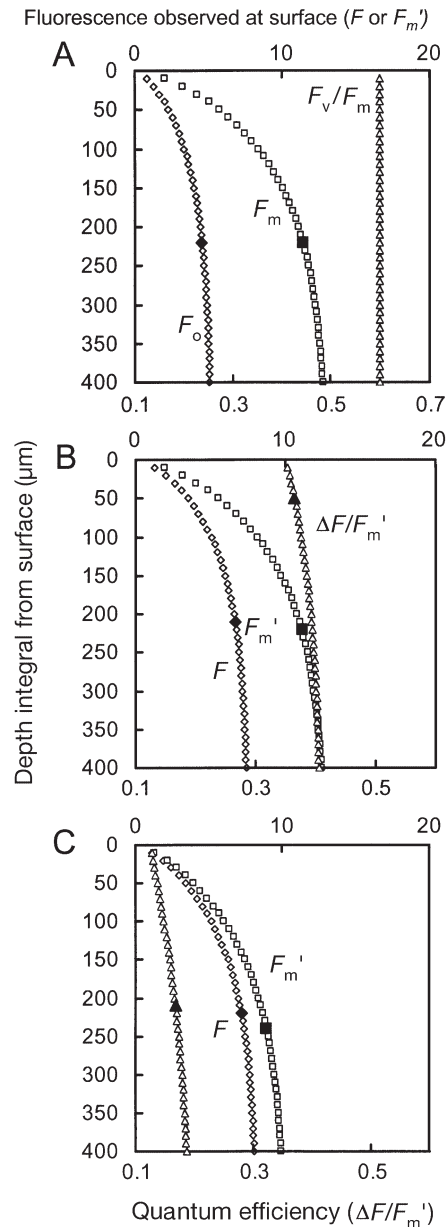 Fluorescence observed at surface (F or Fm')
A
0 10 20
0
50
100
150
200
250
300
350
400
Fv/Fm
Fm
Fo
0.1 0.3 0.5 0.7
B
0 10 20
0
50
100
150
200
250
300
350
400
ΔF/Fm'
Fm'
F
0.1 0.3 0.5
Depth integral from surface (µm)
C
0 10 20
0
50
100
150
200
250
300
350
400
Fm'
F
0.1 0.3 0.5
Quantum efficiency (ΔF/Fm')